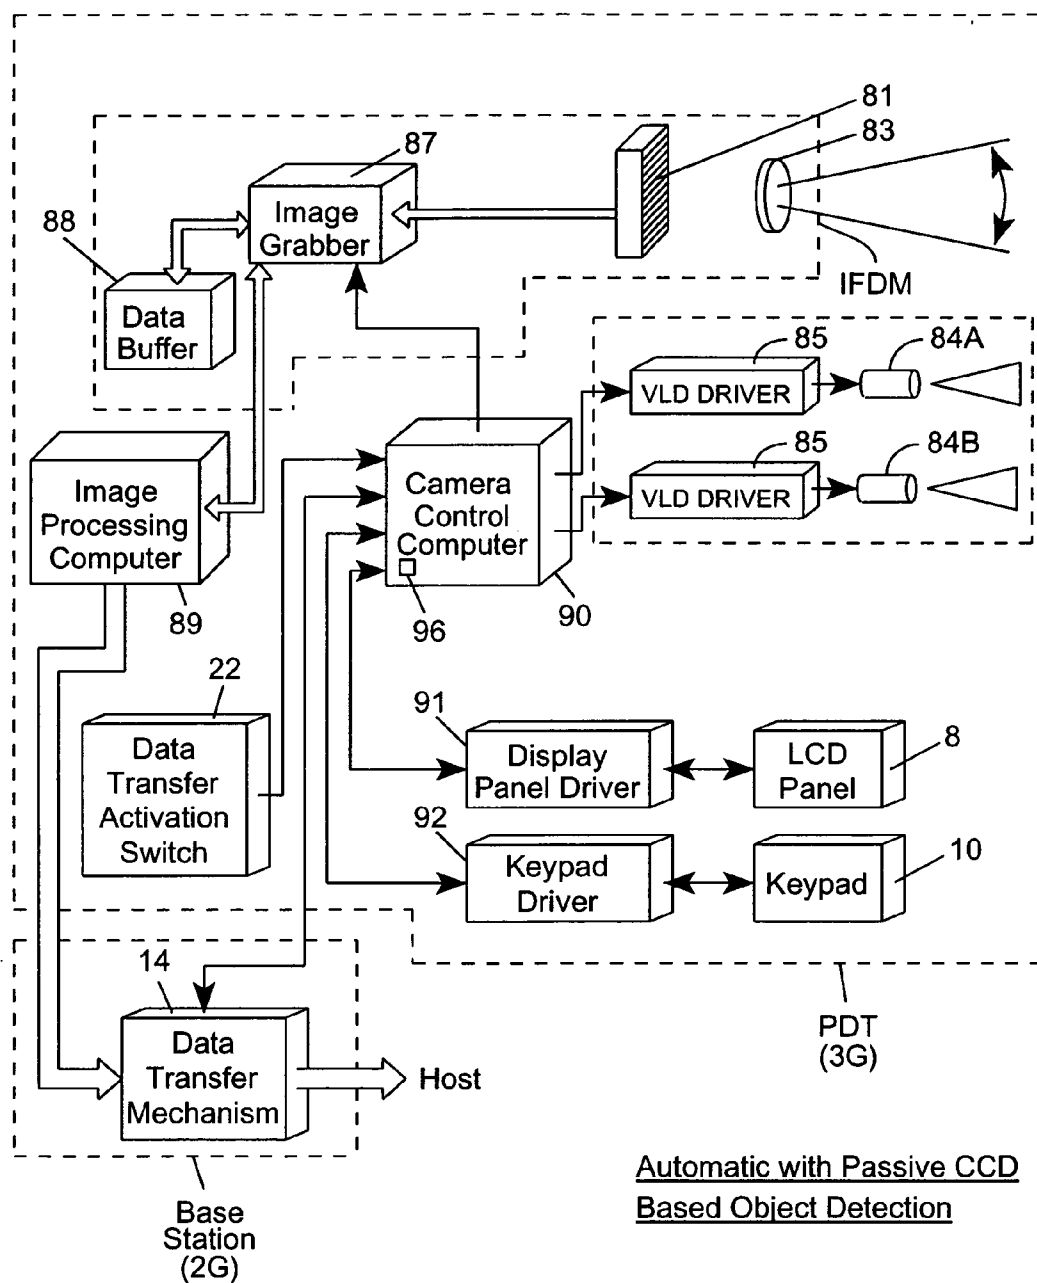 81
83
87
Image
Grabber
88
Data
Buffer
IFDM
85
84A
VLD DRIVER
85
84B
VLD DRIVER
Image
Processing
Computer
89
Camera
Control
Computer
96
90
22
Data
Transfer
Activation
Switch
91
Display
Panel Driver
LCD
Panel
8
92
Keypad
Driver
Keypad
10
14
Data
Transfer
Mechanism
Host
PDT
(3G)
Base
Station
(2G)
Automatic with Passive CCD
Based Object Detection